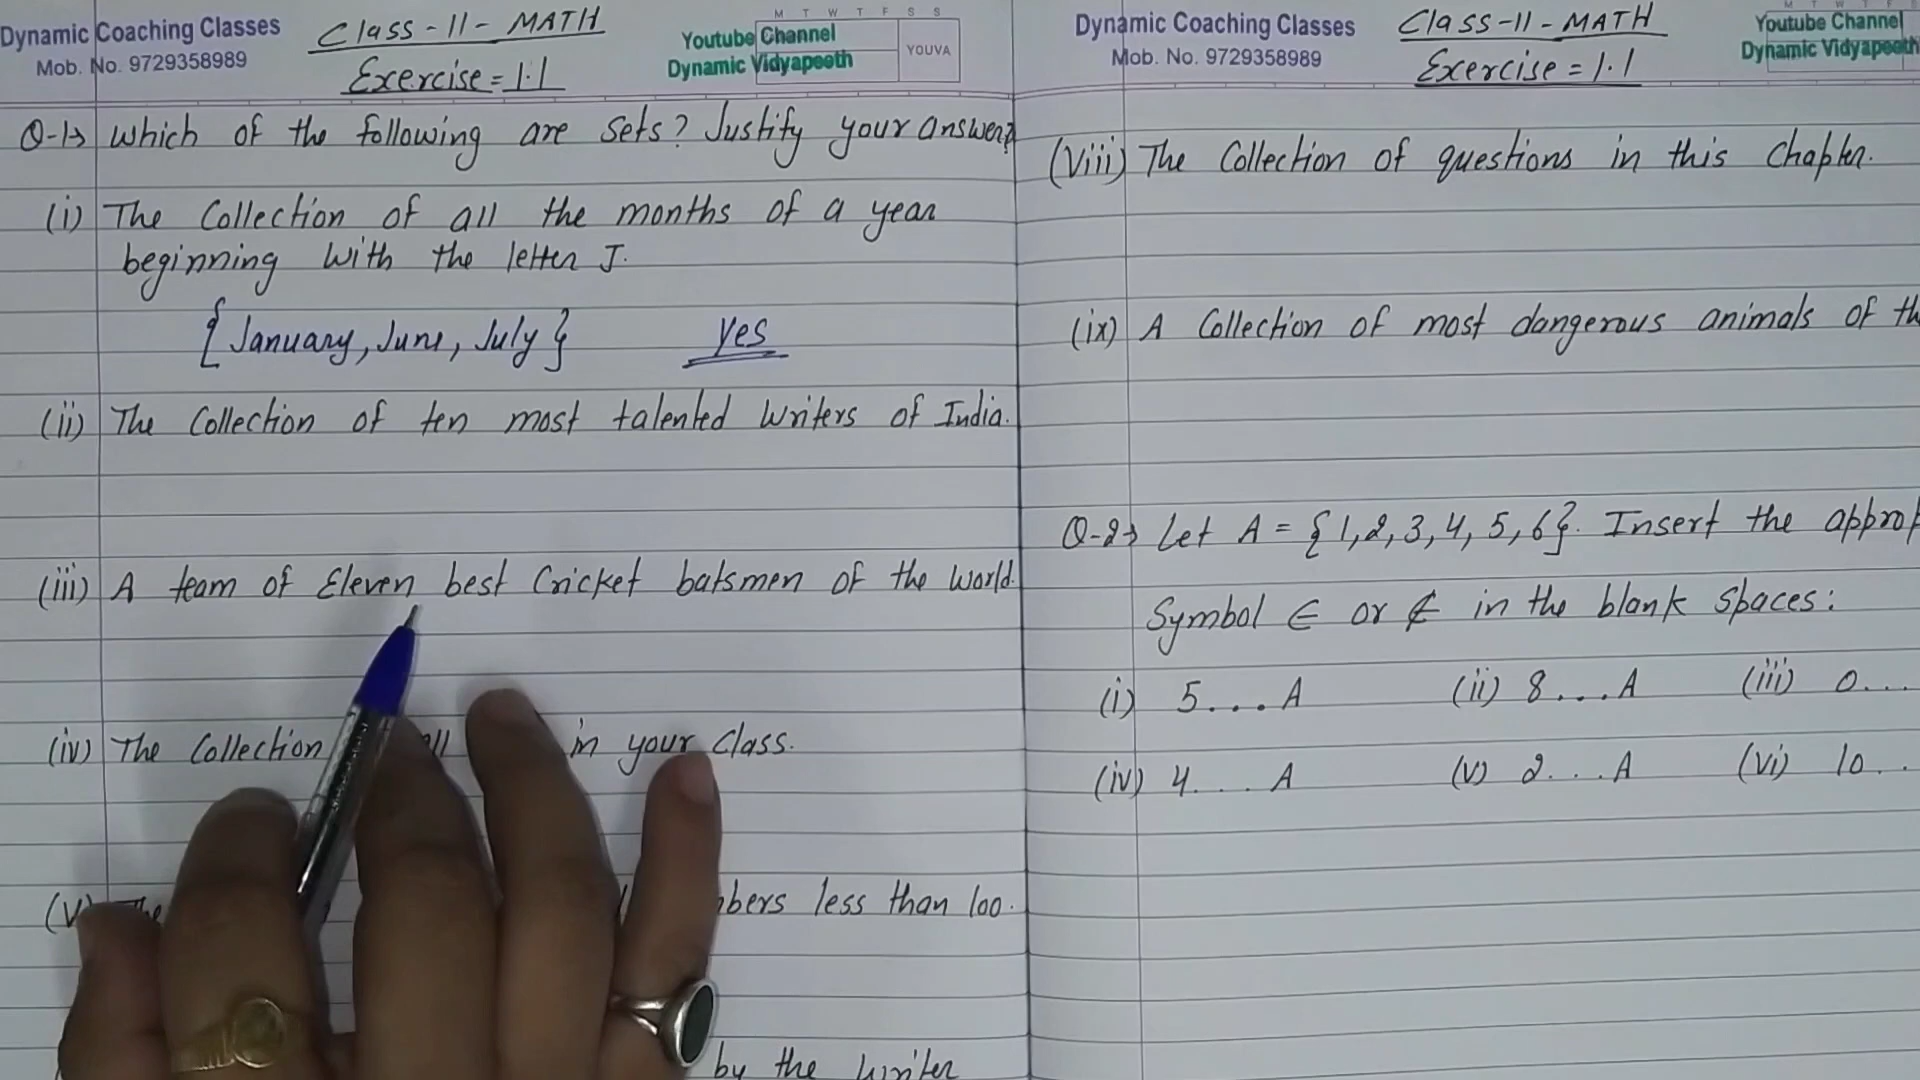 Dynamic Coaching Classes
Mob. No. 9729358989
Class-11-MATH
Exercise=1.1
Youtube Channel
Dynamic Vidyapeeth
M T W T F S S
YOUVA
Q-1→ Which of the following are sets? Justify your answer?
(i) The Collection of all the months of a year
beginning with the letter J.
{January, June, July} yes
(ii) The Collection of ten most talented writers of India.
(iii) A team of Eleven best Cricket batsmen of the world.
(iv) The Collection all in your class.
(v) The less than 100.
by the writer
Dynamic Coaching Classes
Mob. No. 9729358989
Class-11-MATH
Exercise=1.1
Youtube Channel
Dynamic Vidyapeeth
(viii) The Collection of questions in this Chapter.
(ix) A Collection of most dangerous animals of
Q-2→ Let A = {1,2,3,4,5,6}. Insert the
Symbol ∈ or ∉ in the blank spaces:
(i) 5...A (ii) 8...A (iii) 0...
(iv) 4....A (v) 2...A (vi) 10..